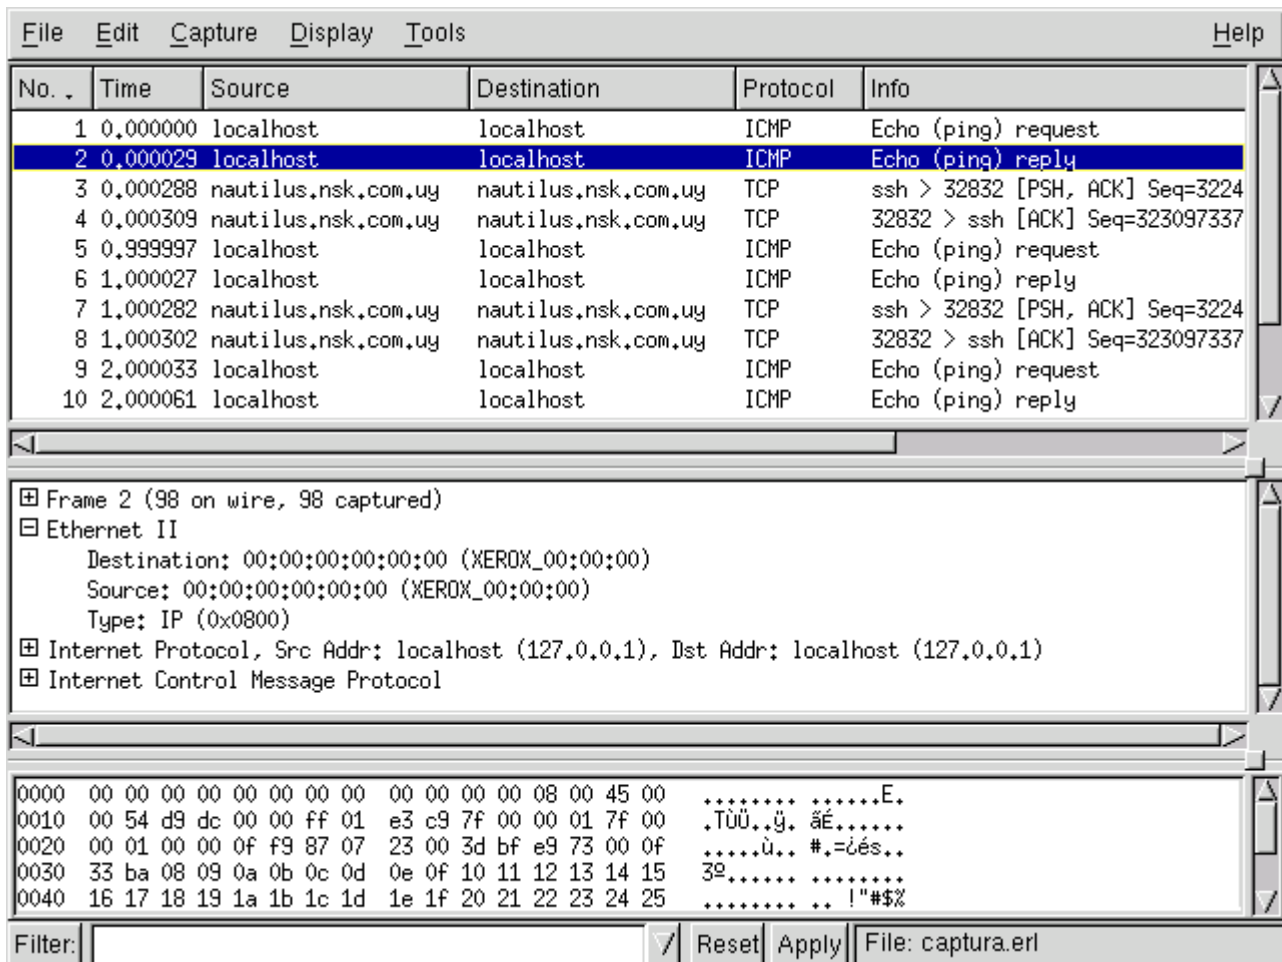 File Edit Capture Display Tools Help
No. Time Source Destination Protocol Info
1 0.000000 localhost localhost ICMP Echo (ping) request
2 0.000029 localhost localhost ICMP Echo (ping) reply
3 0.000288 nautilus.nsk.com.uy nautilus.nsk.com.uy TCP ssh > 32832 [PSH, ACK] Seq=3224
4 0.000309 nautilus.nsk.com.uy nautilus.nsk.com.uy TCP 32832 > ssh [ACK] Seq=323097337
5 0.999997 localhost localhost ICMP Echo (ping) request
6 1.000027 localhost localhost ICMP Echo (ping) reply
7 1.000282 nautilus.nsk.com.uy nautilus.nsk.com.uy TCP ssh > 32832 [PSH, ACK] Seq=3224
8 1.000302 nautilus.nsk.com.uy nautilus.nsk.com.uy TCP 32832 > ssh [ACK] Seq=323097337
9 2.000033 localhost localhost ICMP Echo (ping) request
10 2.000061 localhost localhost ICMP Echo (ping) reply
Frame 2 (98 on wire, 98 captured)
Ethernet II
Destination: 00:00:00:00:00:00 (XEROX_00:00:00)
Source: 00:00:00:00:00:00 (XEROX_00:00:00)
Type: IP (0x0800)
Internet Protocol, Src Addr: localhost (127.0.0.1), Dst Addr: localhost (127.0.0.1)
Internet Control Message Protocol
0000 00 00 00 00 00 00 00 00 00 00 00 00 08 00 45 00 ........ ......E.
0010 00 54 d9 dc 00 00 ff 01 e3 c9 7f 00 00 01 7f 00 .TùÜ..ÿ. ãÉ......
0020 00 01 00 00 0f f9 87 07 23 00 3d bf e9 73 00 0f .....ù.. #.=¿és..
0030 33 ba 08 09 0a 0b 0c 0d 0e 0f 10 11 12 13 14 15 3º...... ........
0040 16 17 18 19 1a 1b 1c 1d 1e 1f 20 21 22 23 24 25 ........ .. !"#$%
Filter: Reset Apply File: captura.erl